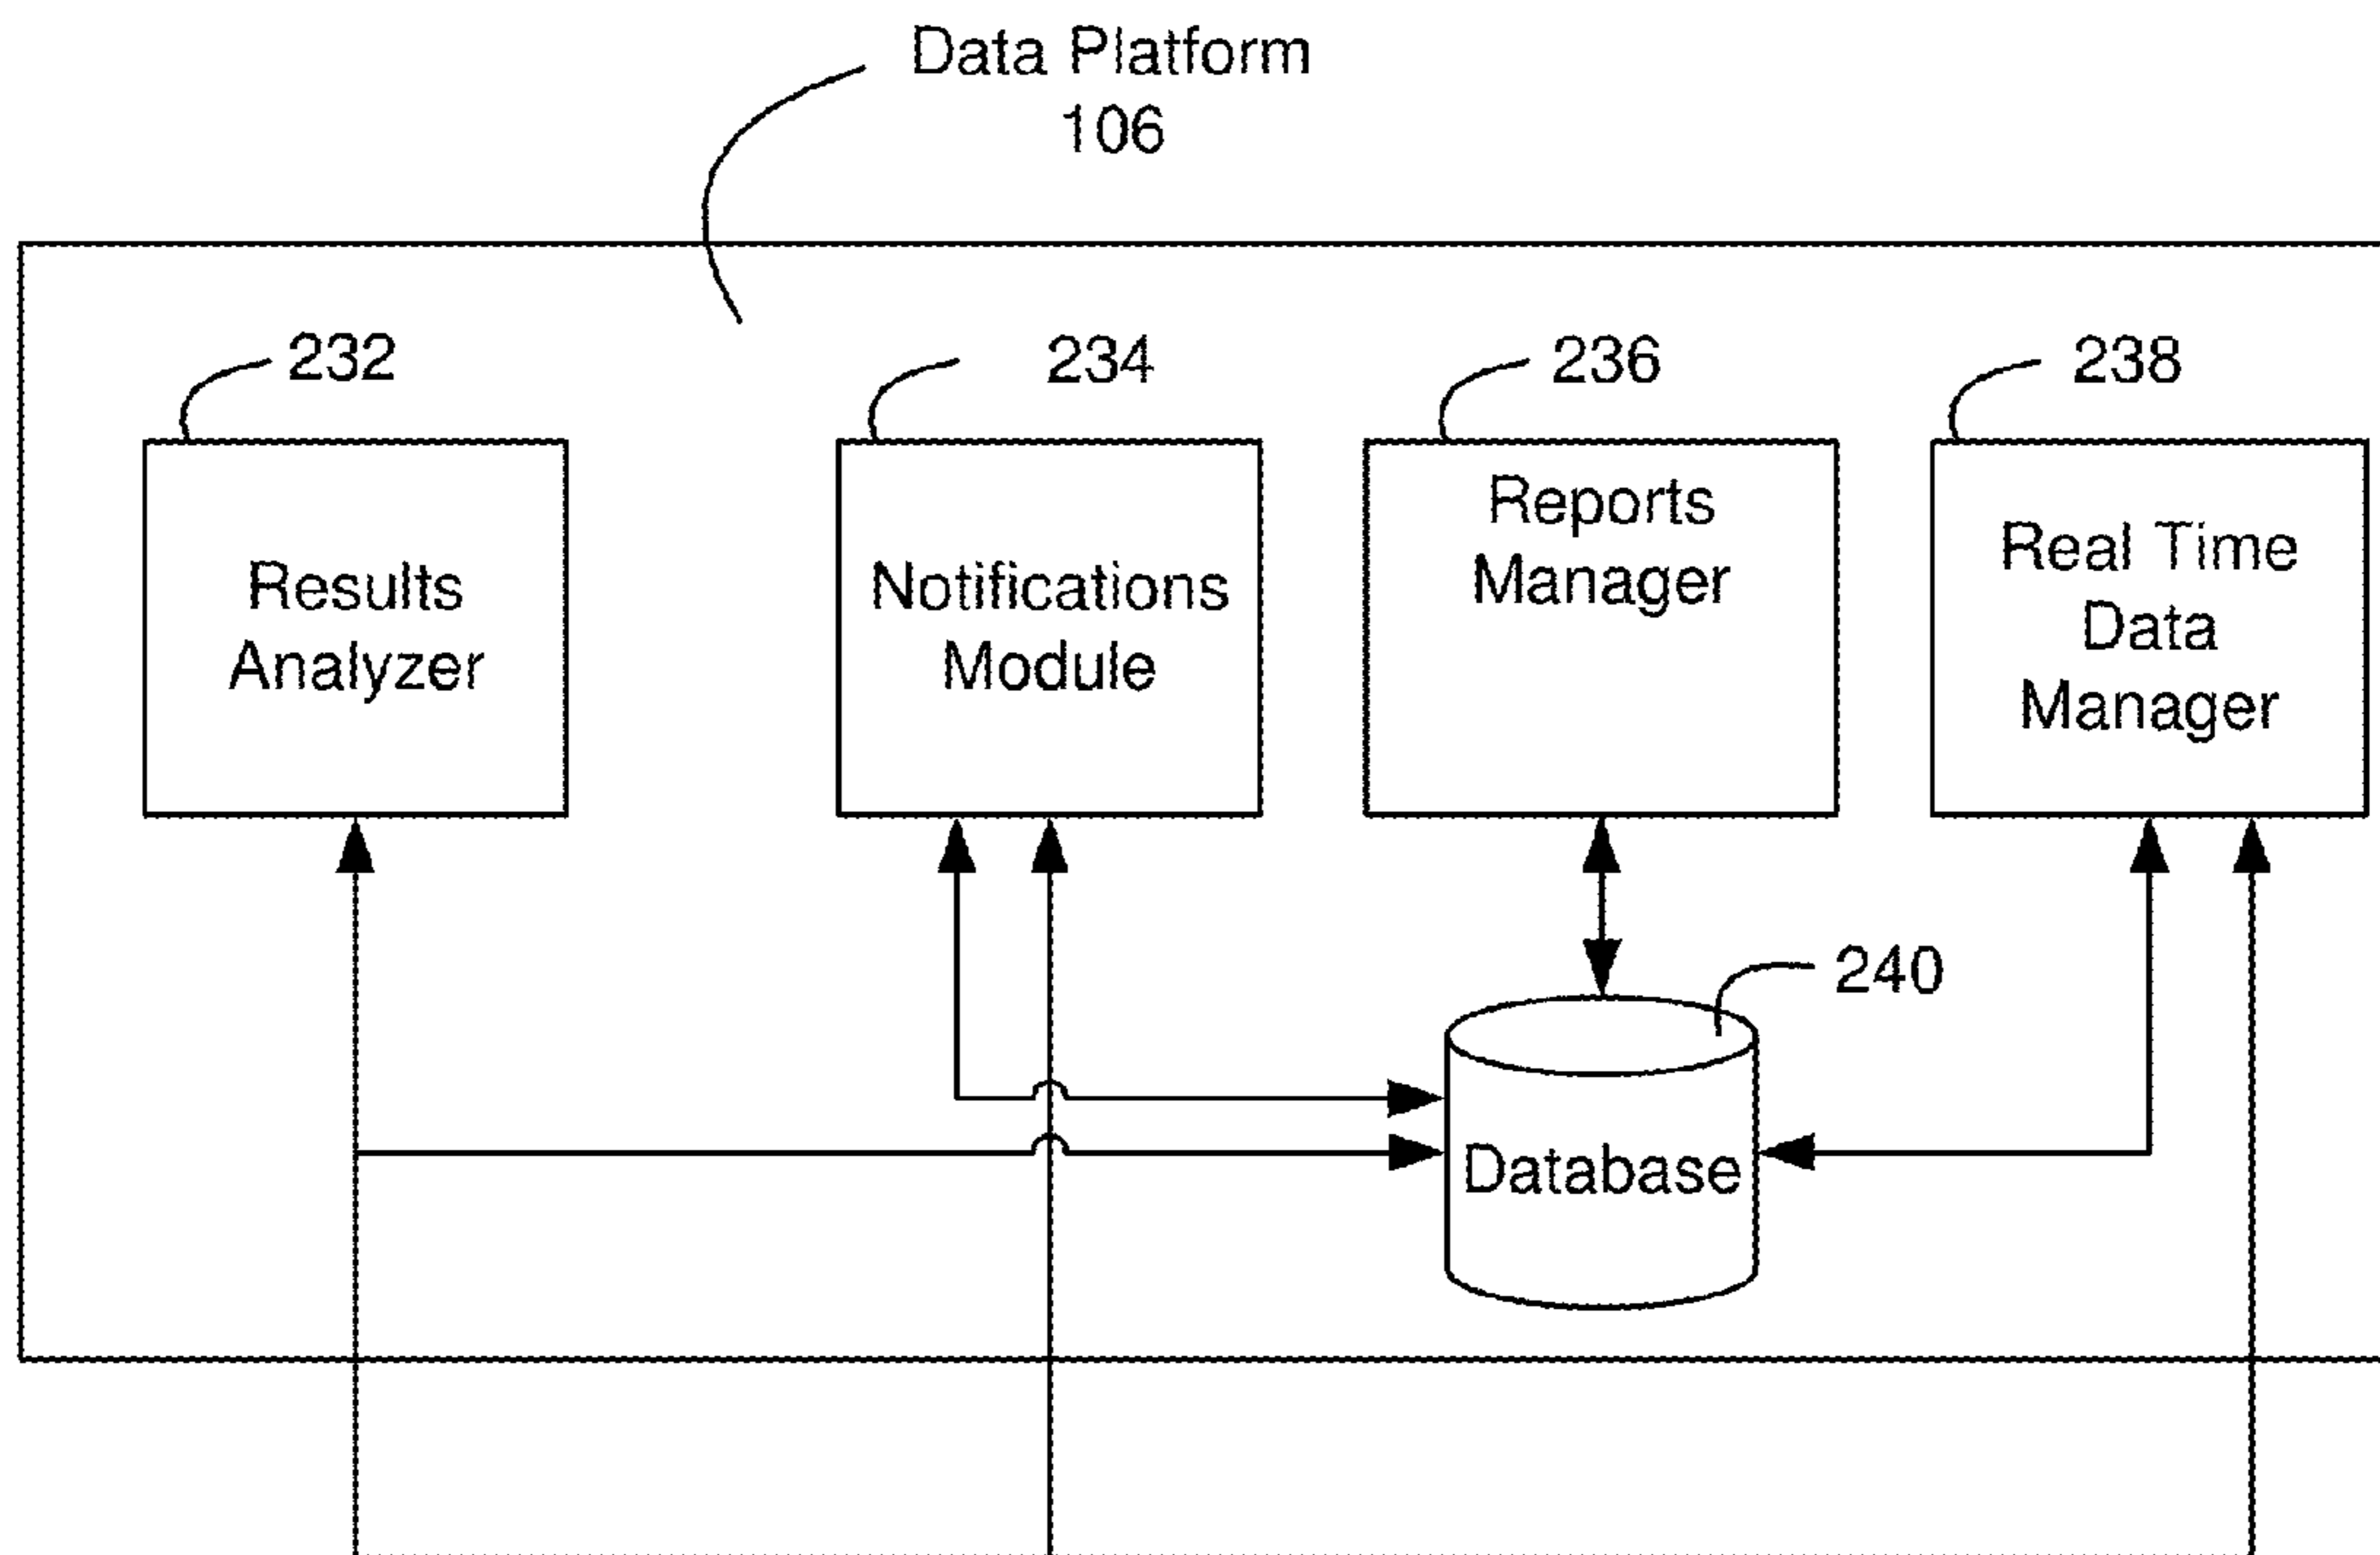 Data Platform
106
232
234
236
238
Results
Analyzer
Notifications
Module
Reports
Manager
Real Time
Data
Manager
240
Database